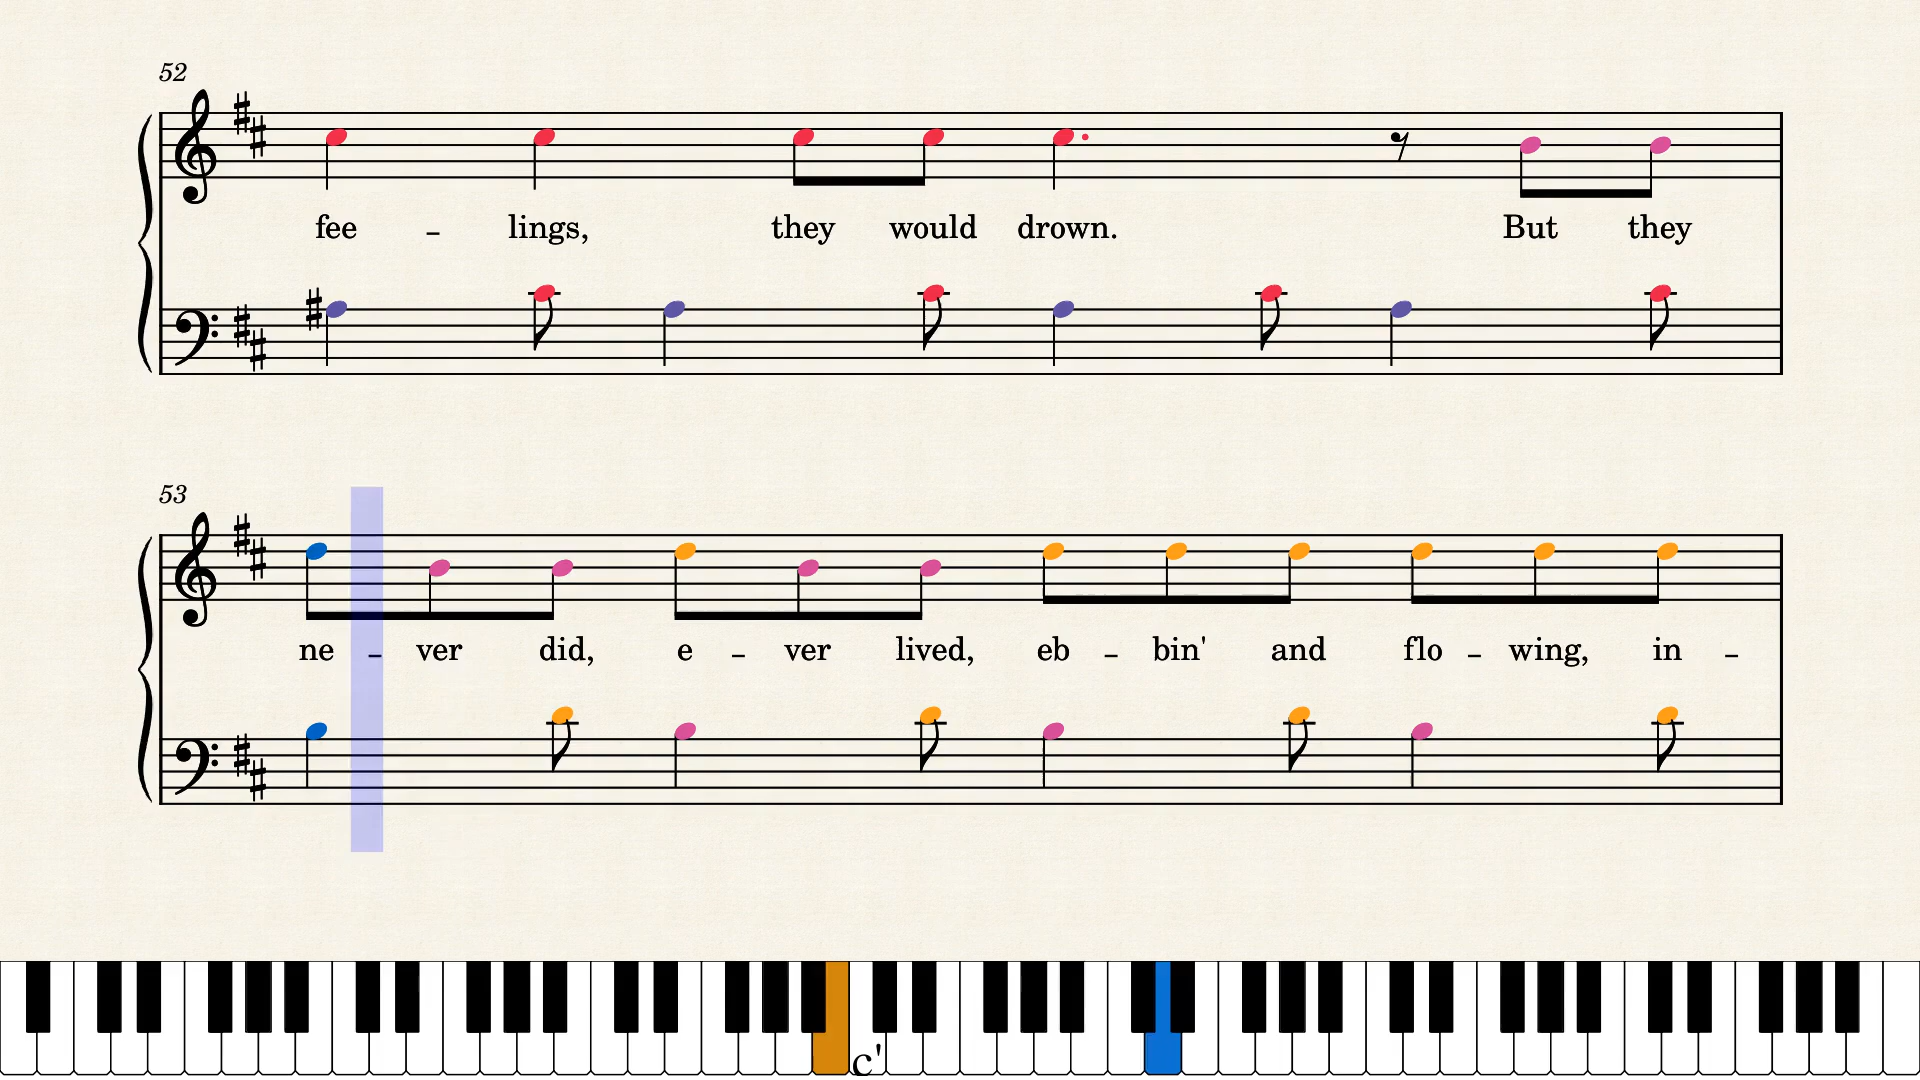 52
fee - lings, they would drown. But they
53
ne - ver did, e - ver lived, eb - bin' and flo - wing, in -
c'